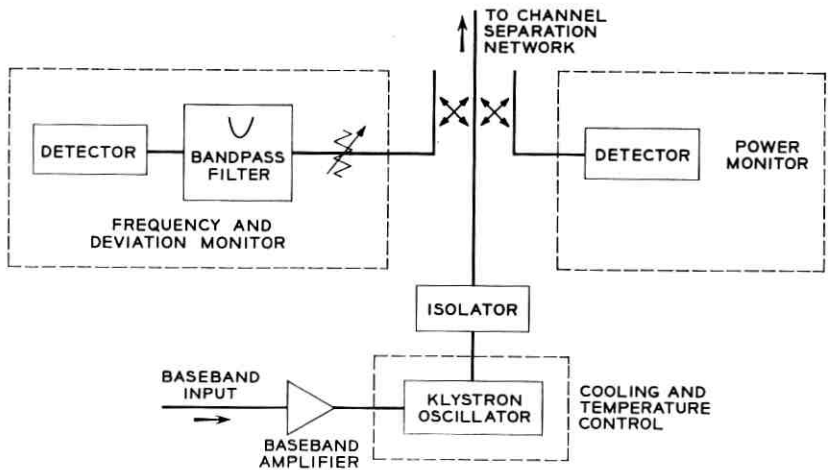 TO CHANNEL
SEPARATION
NETWORK
DETECTOR
BANDPASS
FILTER
FREQUENCY AND
DEVIATION MONITOR
DETECTOR
POWER
MONITOR
ISOLATOR
BASEBAND
INPUT
BASEBAND
AMPLIFIER
KLYSTRON
OSCILLATOR
COOLING AND
TEMPERATURE
CONTROL